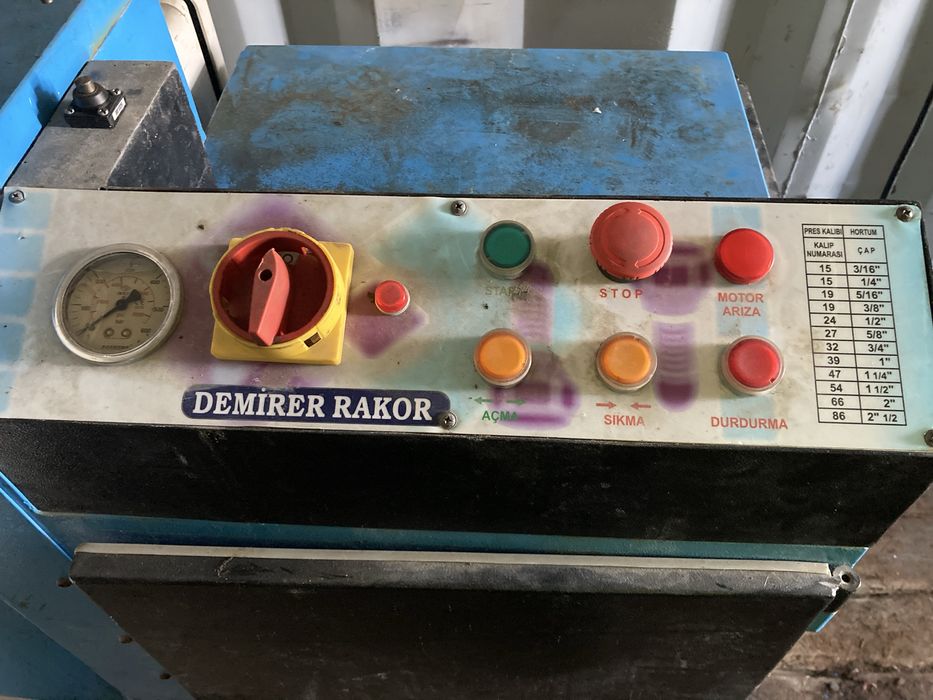 START
STOP
MOTOR
ARIZA
DEMİRER RAKOR
AÇMA
SIKMA
DURDURMA
PRES KALIBI HORTUM
KALIP
NUMARASI ÇAP
15 3/16"
15 1/4"
19 5/16"
19 3/8"
24 1/2"
27 5/8"
32 3/4"
39 1"
47 1 1/4"
54 1 1/2"
66 2"
86 2" 1/2